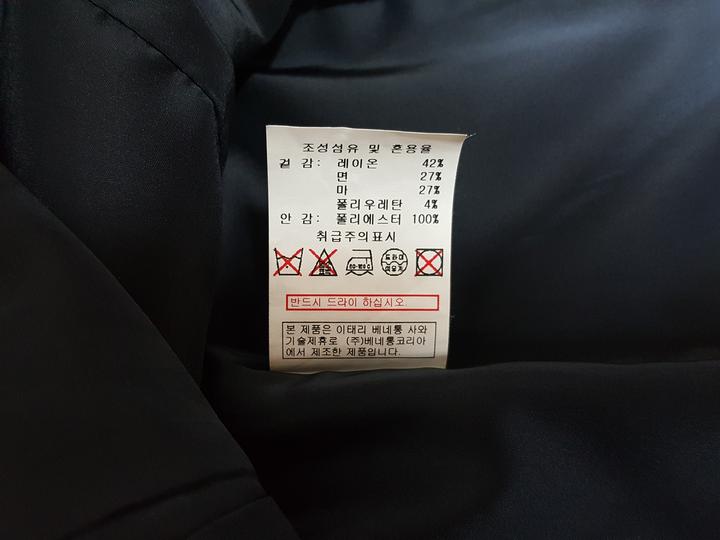 조성섬유 및 혼용율
겉 감: 레이온 42%
면 27%
마 27%
폴리우레탄 4%
안 감: 폴리에스터 100%
취급주의표시
드라이
반드시 드라이 하십시오.
본 제품은 이태리 베네통 사와
기술제휴로 (주)베네통코리아
에서 제조한 제품입니다.